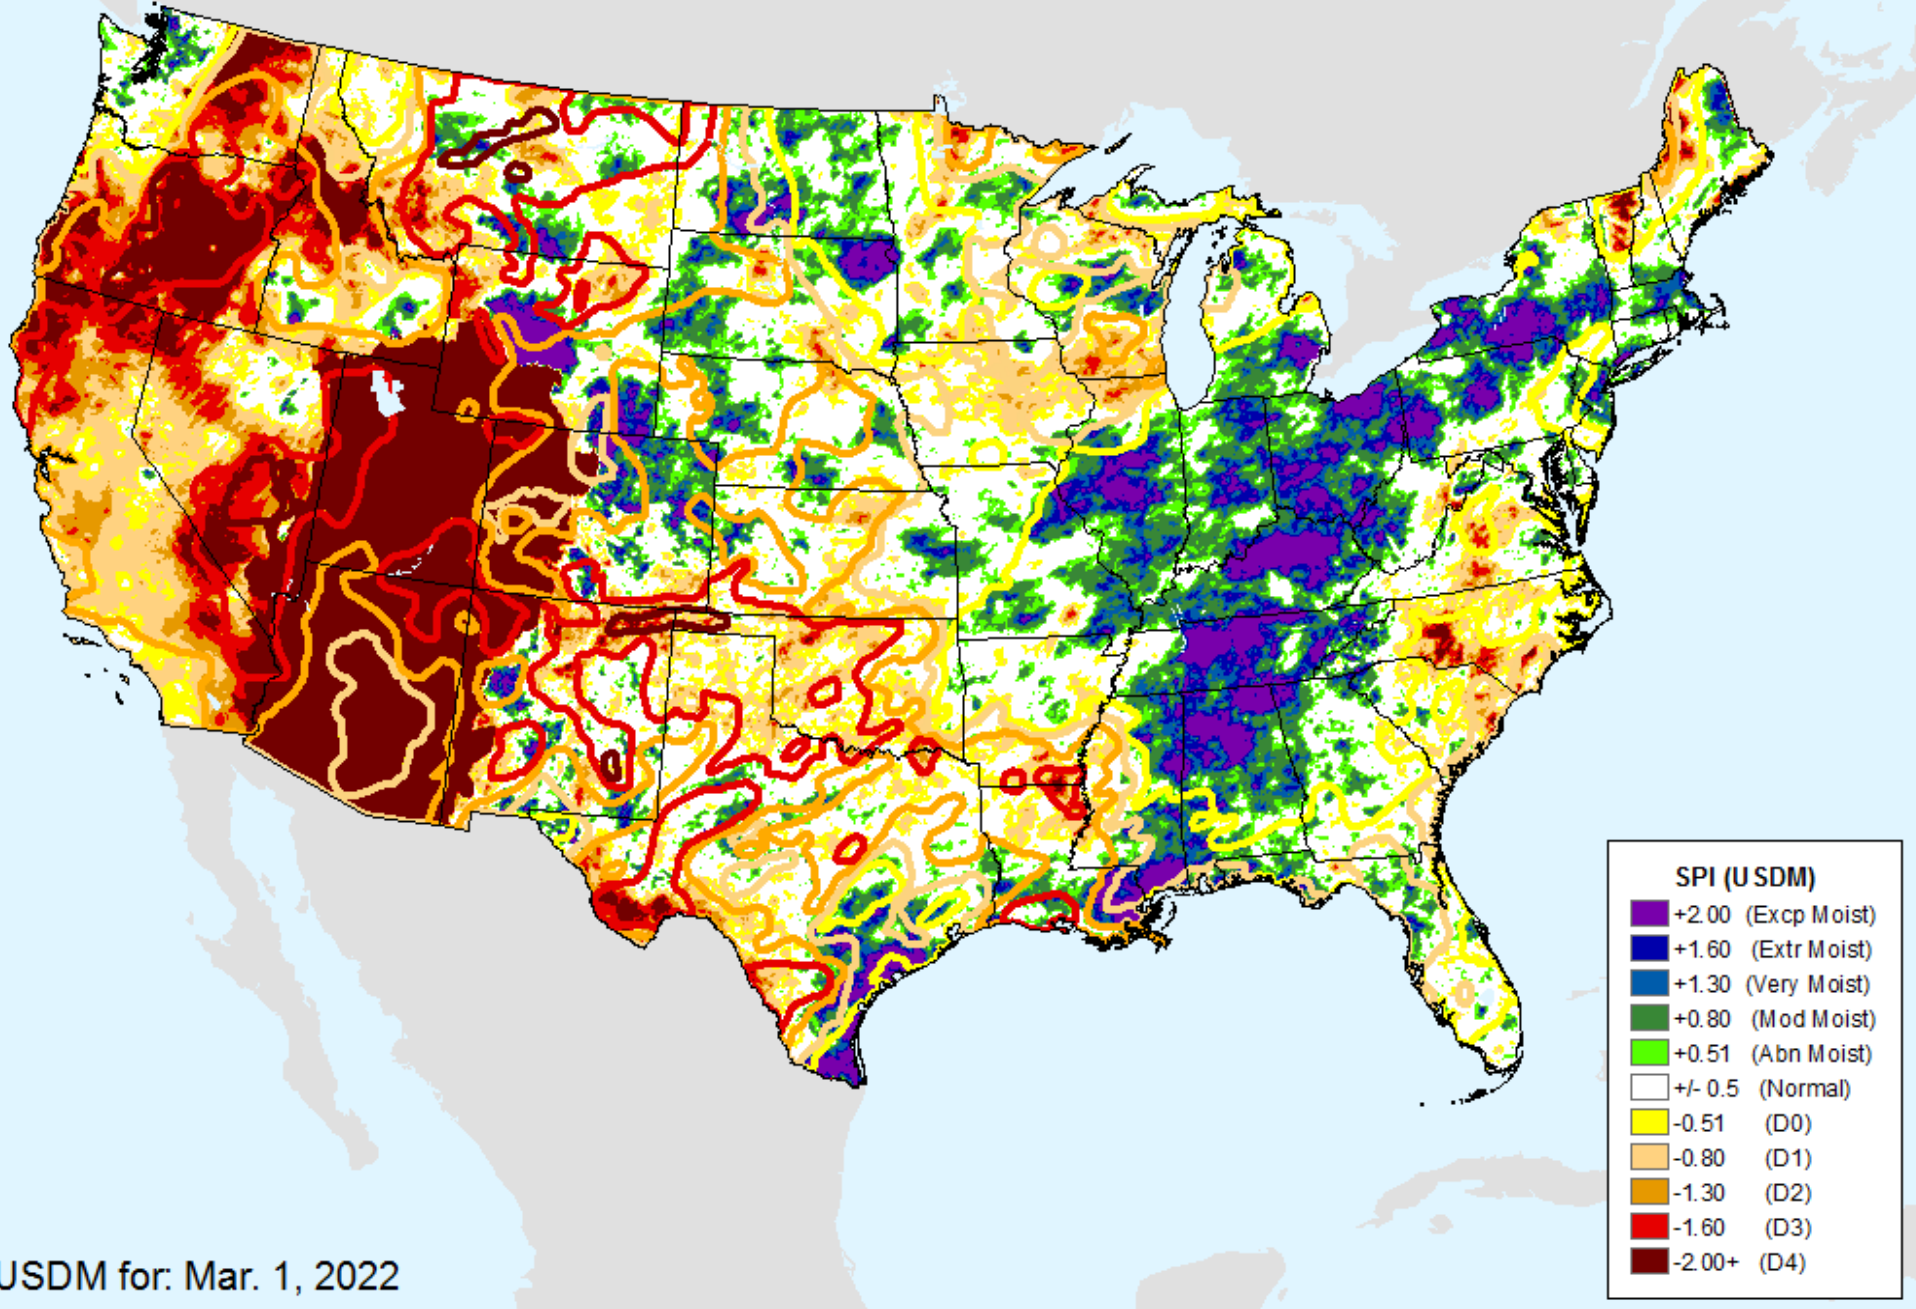 SPI (USDM)
+2.00 (Excp Moist)
+1.60 (Extr Moist)
+1.30 (Very Moist)
+0.80 (Mod Moist)
+0.51 (Abn Moist)
+/- 0.5 (Normal)
-0.51 (D0)
-0.80 (D1)
-1.30 (D2)
-1.60 (D3)
-2.00+ (D4)
USDM for: Mar. 1, 2022